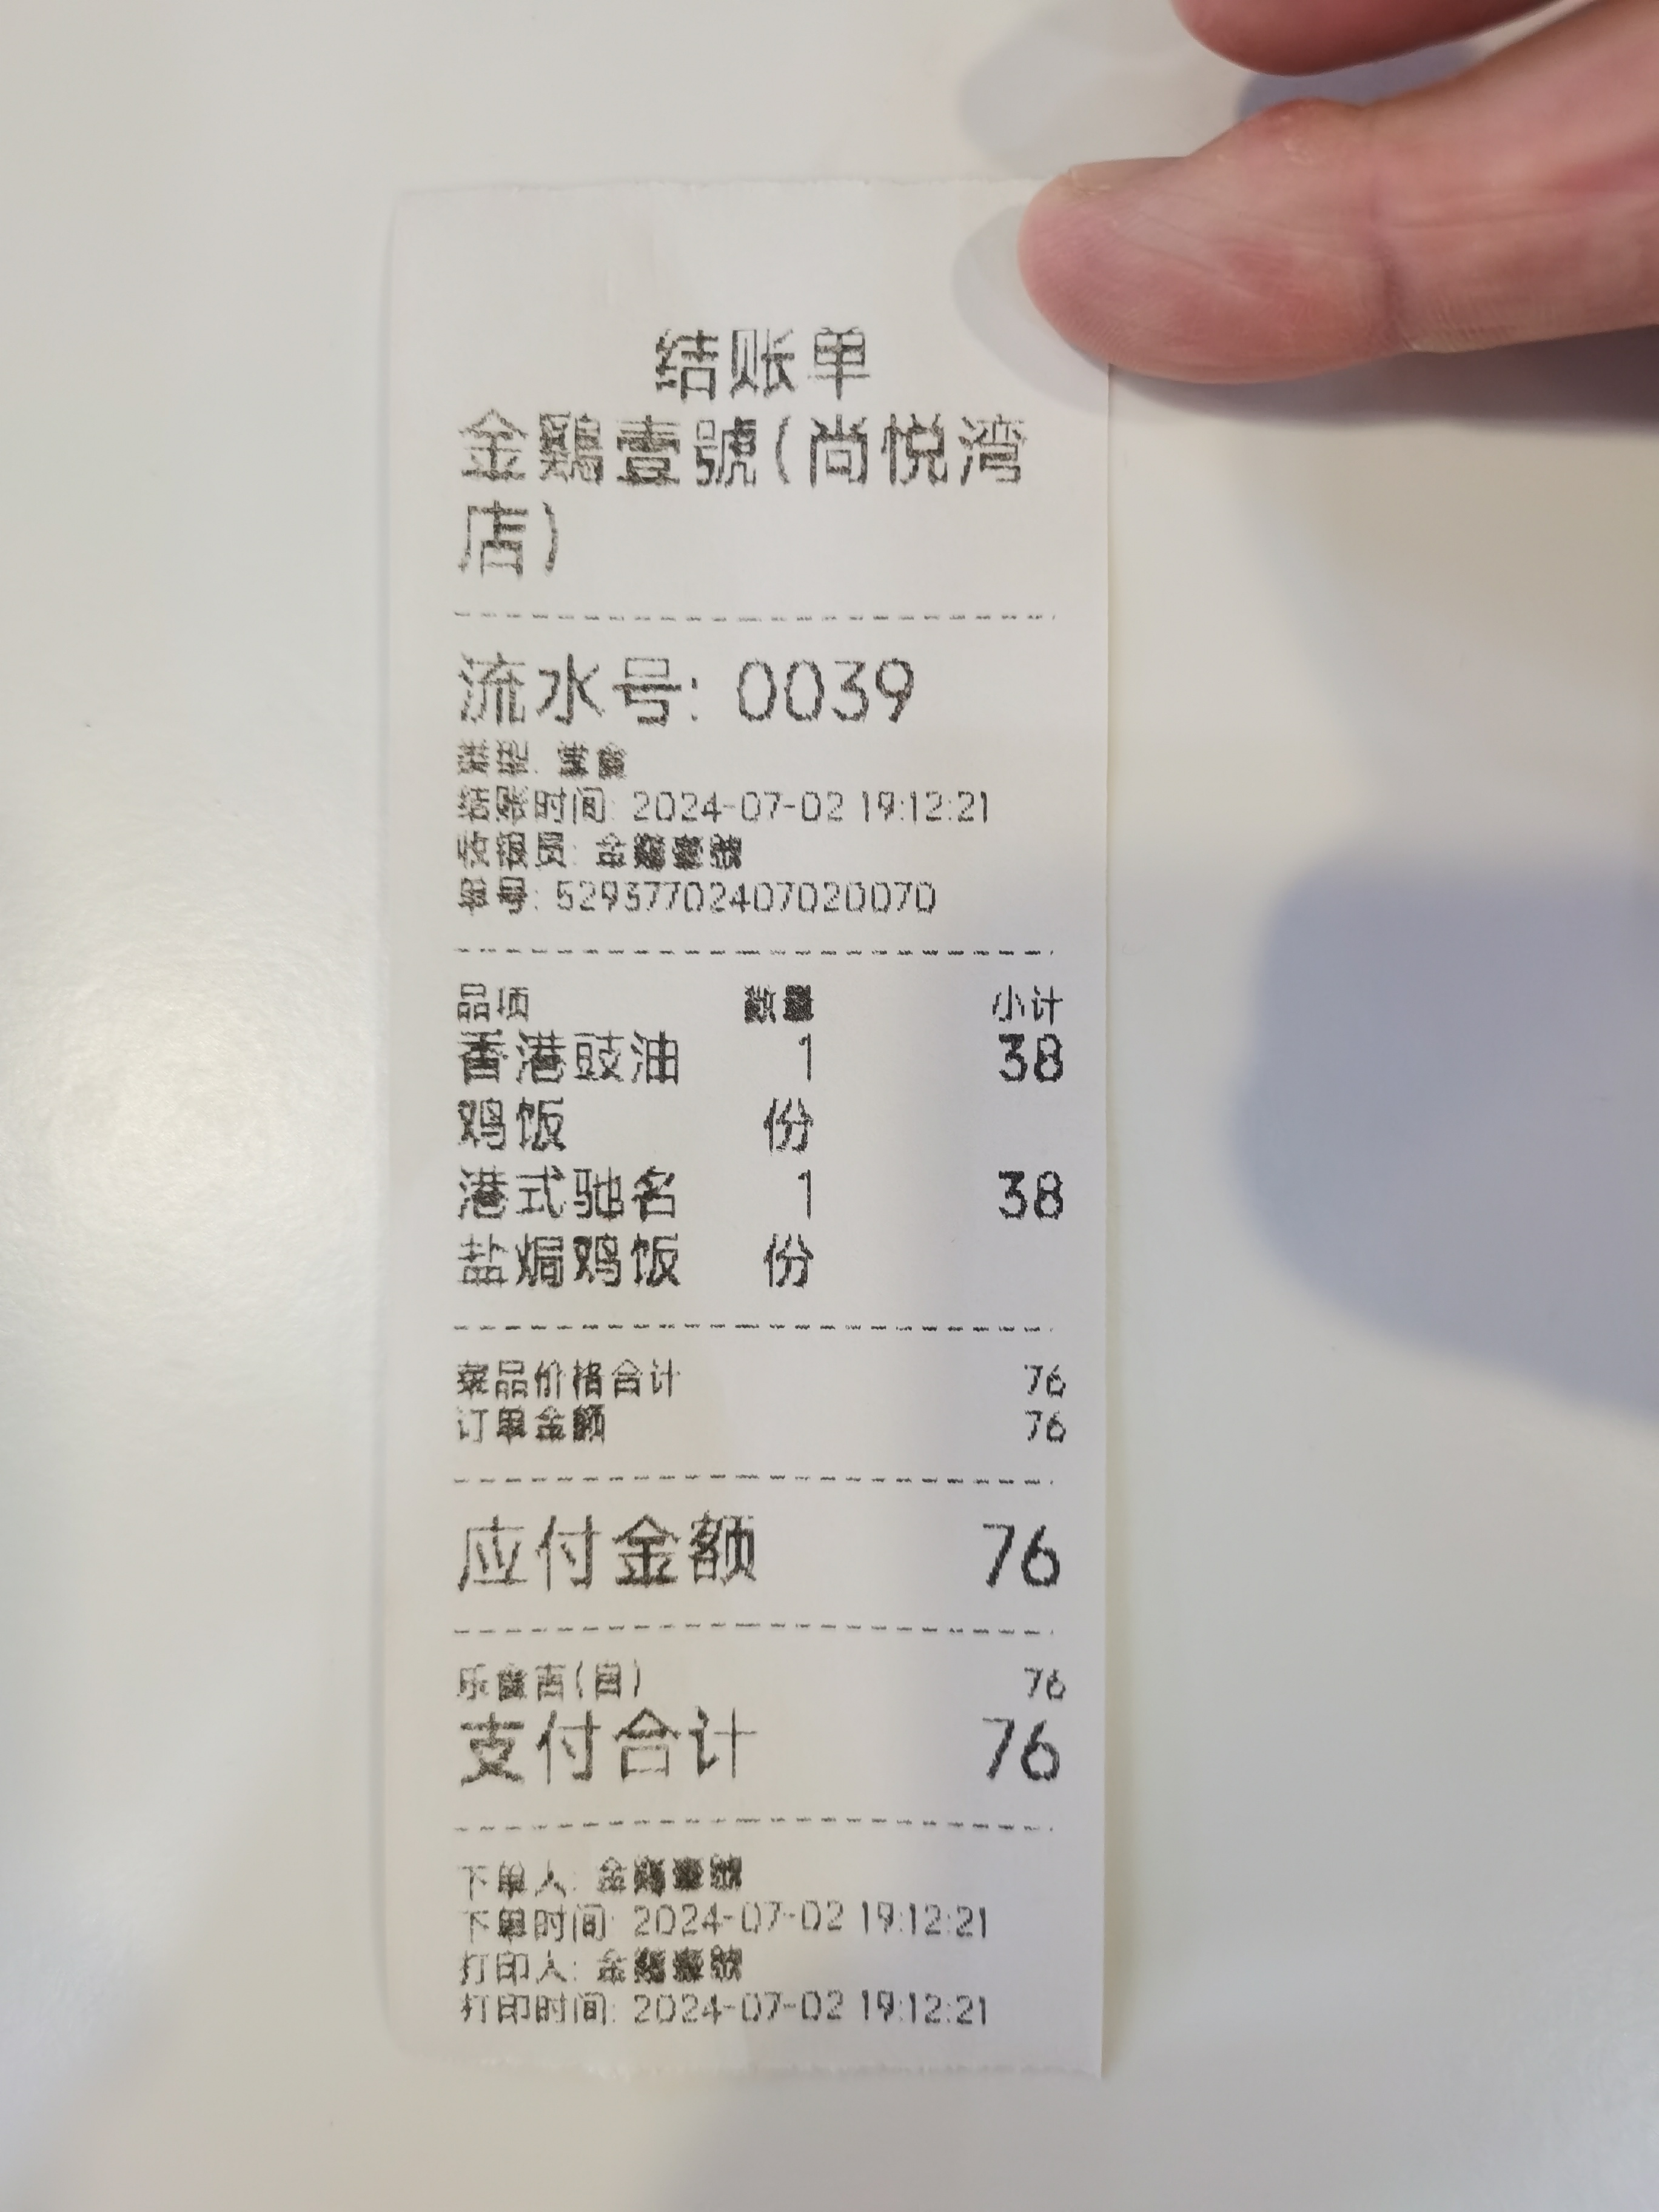 结账单
金鷄壹號(尚悦湾
店)
流水号: 0039
类型: 堂食
结账时间: 2024-07-02 19:12:21
收银员: 金鷄壹號
单号: 52937702407020070
品项 数量 小计
香港豉油 1 38
鸡饭 份
港式驰名 1 38
盐焗鸡饭 份
菜品价格合计 76
订单金额 76
应付金额 76
乐食吉(自) 76
支付合计 76
下单人: 金鷄壹號
下单时间: 2024-07-02 19:12:21
打印人: 金鷄壹號
打印时间: 2024-07-02 19:12:21